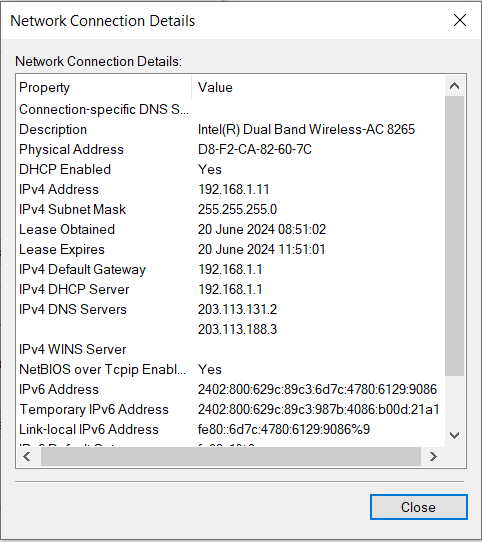 Network Connection Details
Network Connection Details:
Property Value
Connection-specific DNS S...
Description Intel(R) Dual Band Wireless-AC 8265
Physical Address D8-F2-CA-82-60-7C
DHCP Enabled Yes
IPv4 Address 192.168.1.11
IPv4 Subnet Mask 255.255.255.0
Lease Obtained 20 June 2024 08:51:02
Lease Expires 20 June 2024 11:51:01
IPv4 Default Gateway 192.168.1.1
IPv4 DHCP Server 192.168.1.1
IPv4 DNS Servers 203.113.131.2
203.113.188.3
IPv4 WINS Server
NetBIOS over Tcpip Enabl... Yes
IPv6 Address 2402:800:629c:89c3:6d7c:4780:6129:9086
Temporary IPv6 Address 2402:800:629c:89c3:987b:4086:b00d:21a1
Link-local IPv6 Address fe80::6d7c:4780:6129:9086%9
Close